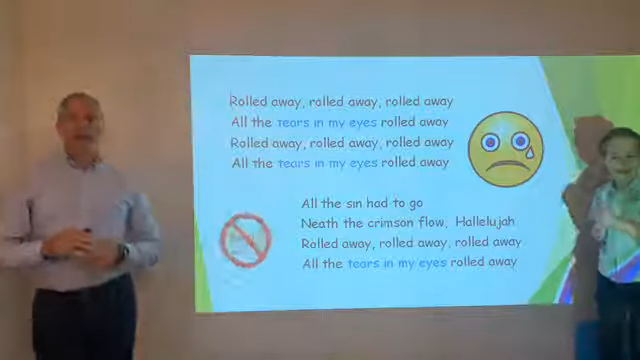 Rolled away, rolled away, rolled away
All the tears in my eyes rolled away
Rolled away, rolled away, rolled away
All the tears in my eyes rolled away
All the sin had to go
Neath the crimson flow, Hallelujah
Rolled away, rolled away, rolled away
All the tears in my eyes rolled away